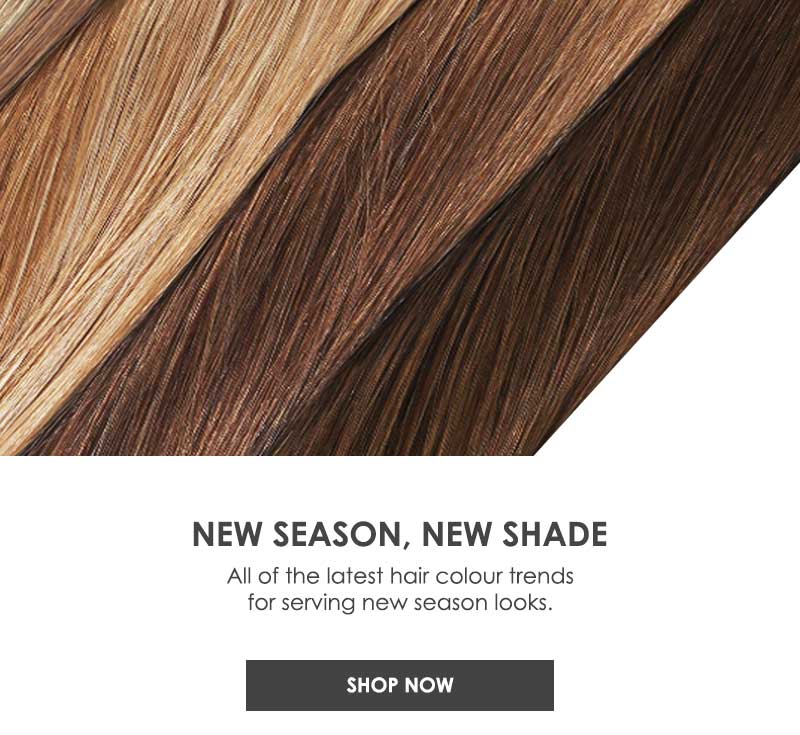 NEW SEASON, NEW SHADE
All of the latest hair colour trends
for serving new season looks.
SHOP NOW